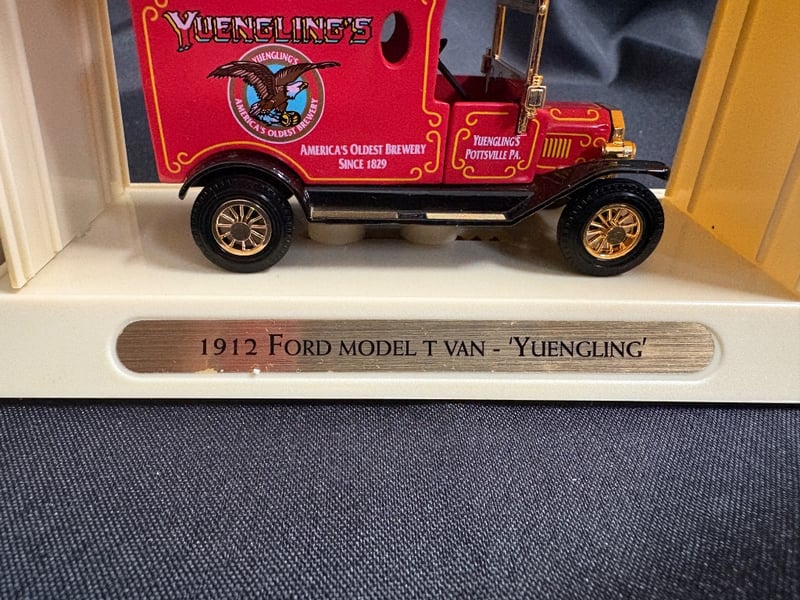 YUENGLING'S
YUENGLING'S
AMERICA'S OLDEST BREWERY
AMERICA'S OLDEST BREWERY
SINCE 1829
YUENGLING'S
POTTSVILLE PA.
1912 FORD MODEL T VAN - 'YUENGLING'